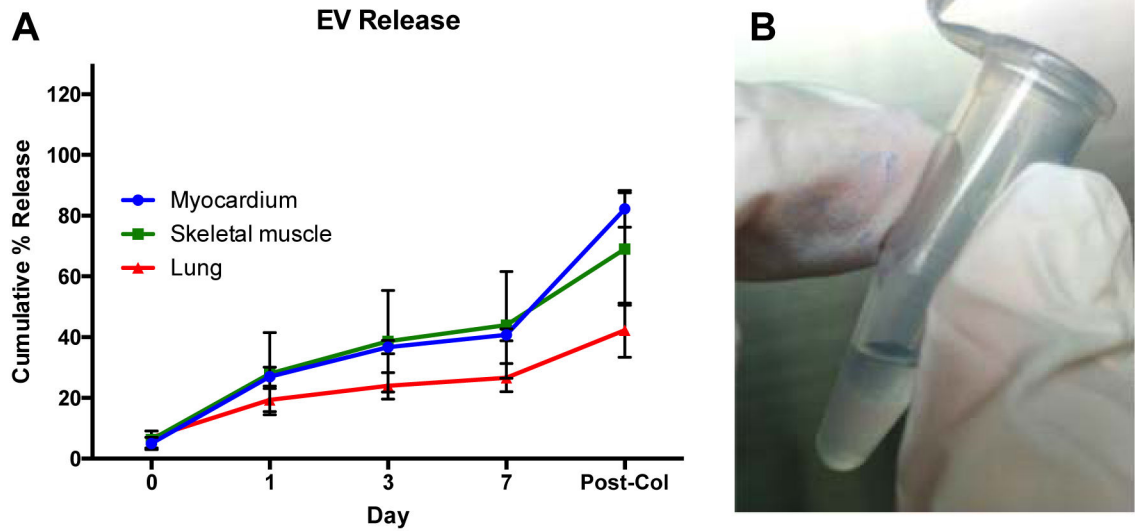 A
EV Release
Cumulative % Release
120
100
80
60
40
20
0
Myocardium
Skeletal muscle
Lung
0 1 3 7 Post-Col
Day
B